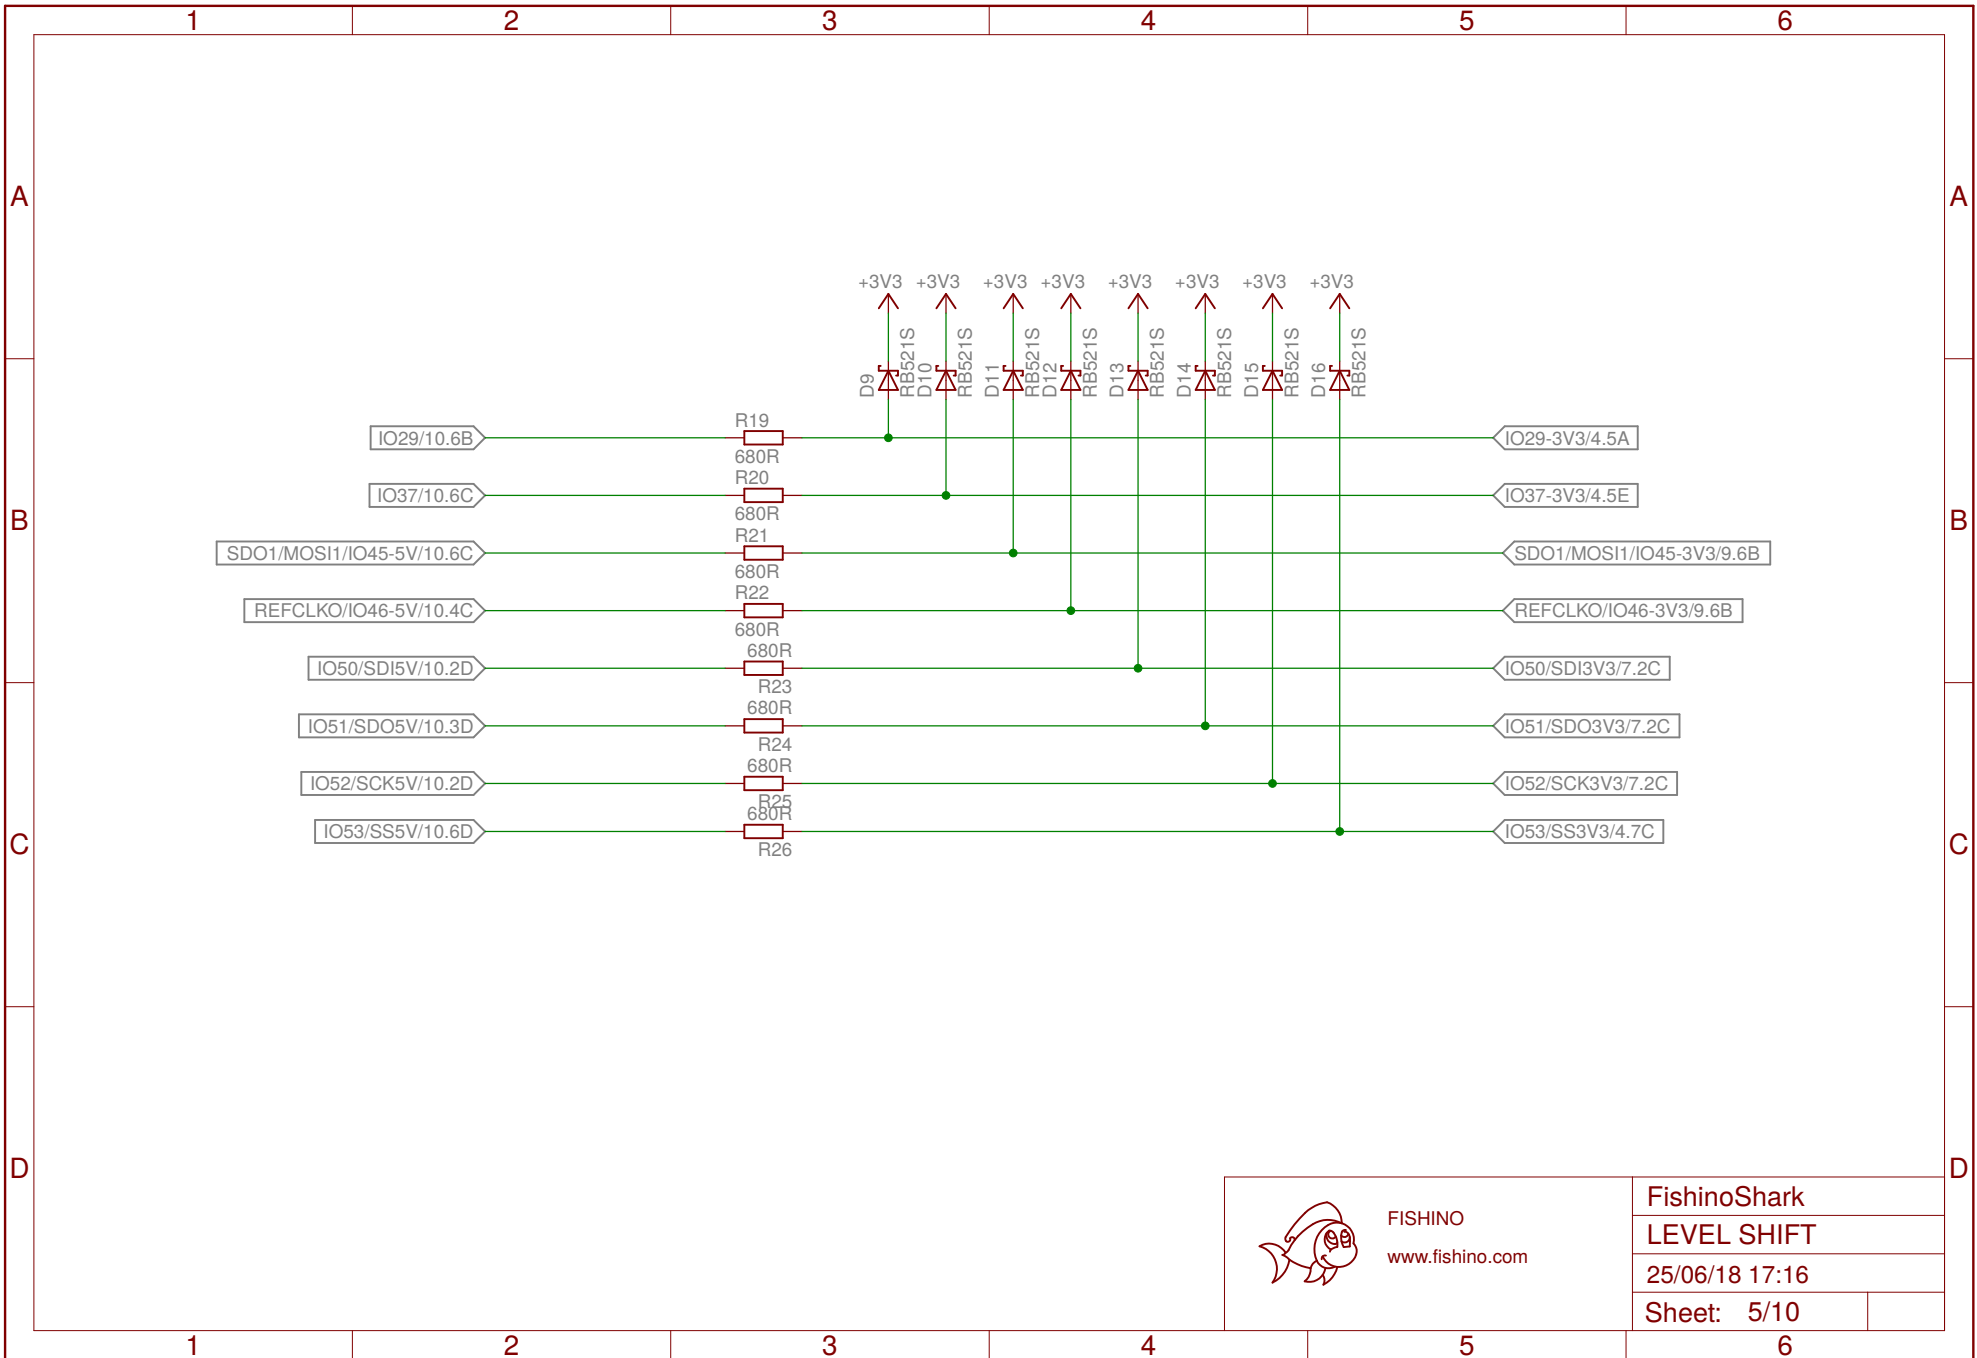 1 2 3 4 5 6
A A
+3V3 +3V3 +3V3 +3V3 +3V3 +3V3 +3V3 +3V3
D9 RB521S D10 RB521S D11 RB521S D12 RB521S D13 RB521S D14 RB521S D15 RB521S D16 RB521S
R19
IO29/10.6B IO29-3V3/4.5A
680R
R20
IO37/10.6C IO37-3V3/4.5E
680R
B B
R21
SDO1/MOSI1/IO45-5V/10.6C SDO1/MOSI1/IO45-3V3/9.6B
680R
R22
REFCLKO/IO46-5V/10.4C REFCLKO/IO46-3V3/9.6B
680R
680R
IO50/SDI5V/10.2D IO50/SDI3V3/7.2C
R23
680R
IO51/SDO5V/10.3D IO51/SDO3V3/7.2C
R24
680R
IO52/SCK5V/10.2D IO52/SCK3V3/7.2C
R25
680R
IO53/SS5V/10.6D IO53/SS3V3/4.7C
R26
C C
D D
FISHINO
www.fishino.com
FishinoShark
LEVEL SHIFT
25/06/18 17:16
Sheet: 5/10
1 2 3 4 5 6